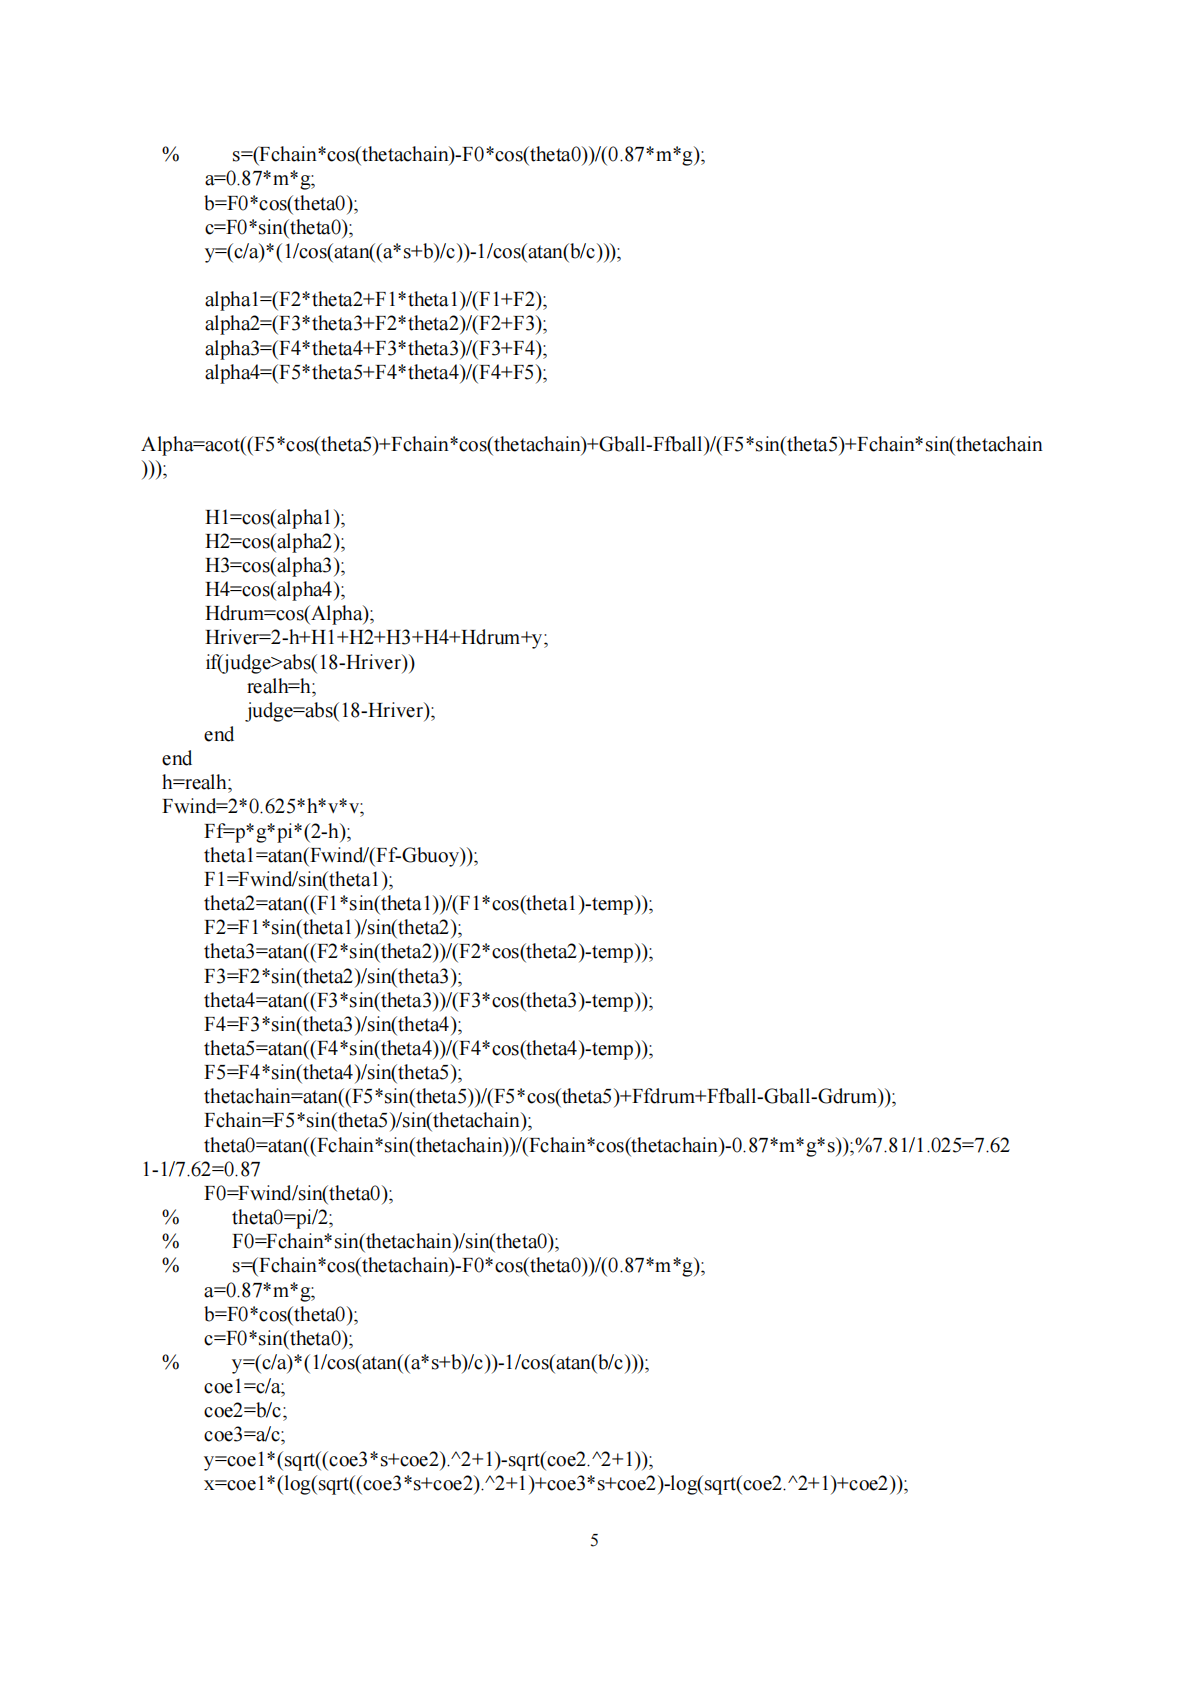 % s=(Fchain*cos(thetachain)-F0*cos(theta0))/(0.87*m*g);
a=0.87*m*g;
b=F0*cos(theta0);
c=F0*sin(theta0);
y=(c/a)*(1/cos(atan((a*s+b)/c))-1/cos(atan(b/c)));
alpha1=(F2*theta2+F1*theta1)/(F1+F2);
alpha2=(F3*theta3+F2*theta2)/(F2+F3);
alpha3=(F4*theta4+F3*theta3)/(F3+F4);
alpha4=(F5*theta5+F4*theta4)/(F4+F5);
Alpha=acot((F5*cos(theta5)+Fchain*cos(thetachain)+Gball-Ffball)/(F5*sin(theta5)+Fchain*sin(thetachain
)));
H1=cos(alpha1);
H2=cos(alpha2);
H3=cos(alpha3);
H4=cos(alpha4);
Hdrum=cos(Alpha);
Hriver=2-h+H1+H2+H3+H4+Hdrum+y;
if(judge>abs(18-Hriver))
realh=h;
judge=abs(18-Hriver);
end
end
h=realh;
Fwind=2*0.625*h*v*v;
Ff=p*g*pi*(2-h);
theta1=atan(Fwind/(Ff-Gbuoy));
F1=Fwind/sin(theta1);
theta2=atan((F1*sin(theta1))/(F1*cos(theta1)-temp));
F2=F1*sin(theta1)/sin(theta2);
theta3=atan((F2*sin(theta2))/(F2*cos(theta2)-temp));
F3=F2*sin(theta2)/sin(theta3);
theta4=atan((F3*sin(theta3))/(F3*cos(theta3)-temp));
F4=F3*sin(theta3)/sin(theta4);
theta5=atan((F4*sin(theta4))/(F4*cos(theta4)-temp));
F5=F4*sin(theta4)/sin(theta5);
thetachain=atan((F5*sin(theta5))/(F5*cos(theta5)+Ffdrum+Ffball-Gball-Gdrum));
Fchain=F5*sin(theta5)/sin(thetachain);
theta0=atan((Fchain*sin(thetachain))/(Fchain*cos(thetachain)-0.87*m*g*s));%7.81/1.025=7.62
1-1/7.62=0.87
F0=Fwind/sin(theta0);
% theta0=pi/2;
% F0=Fchain*sin(thetachain)/sin(theta0);
% s=(Fchain*cos(thetachain)-F0*cos(theta0))/(0.87*m*g);
a=0.87*m*g;
b=F0*cos(theta0);
c=F0*sin(theta0);
% y=(c/a)*(1/cos(atan((a*s+b)/c))-1/cos(atan(b/c)));
coe1=c/a;
coe2=b/c;
coe3=a/c;
y=coe1*(sqrt((coe3*s+coe2).^2+1)-sqrt(coe2.^2+1));
x=coe1*(log(sqrt((coe3*s+coe2).^2+1)+coe3*s+coe2)-log(sqrt(coe2.^2+1)+coe2));
5